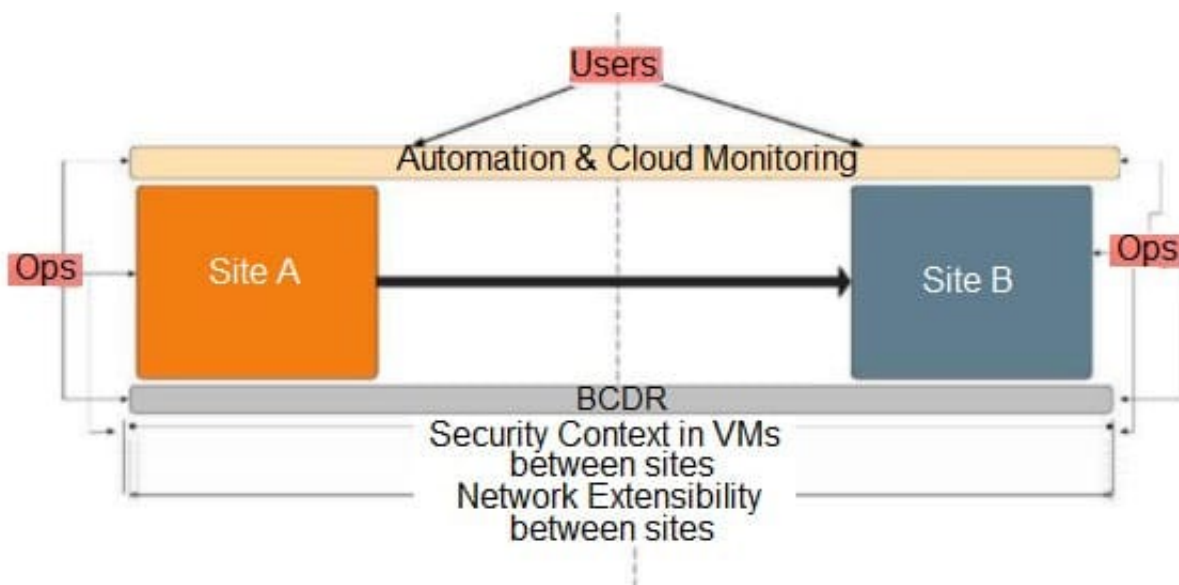 Users
Automation & Cloud Monitoring
Site A
Ops
Ops
Site B
BCDR
Security Context in VMs
between sites
Network Extensibility
between sites